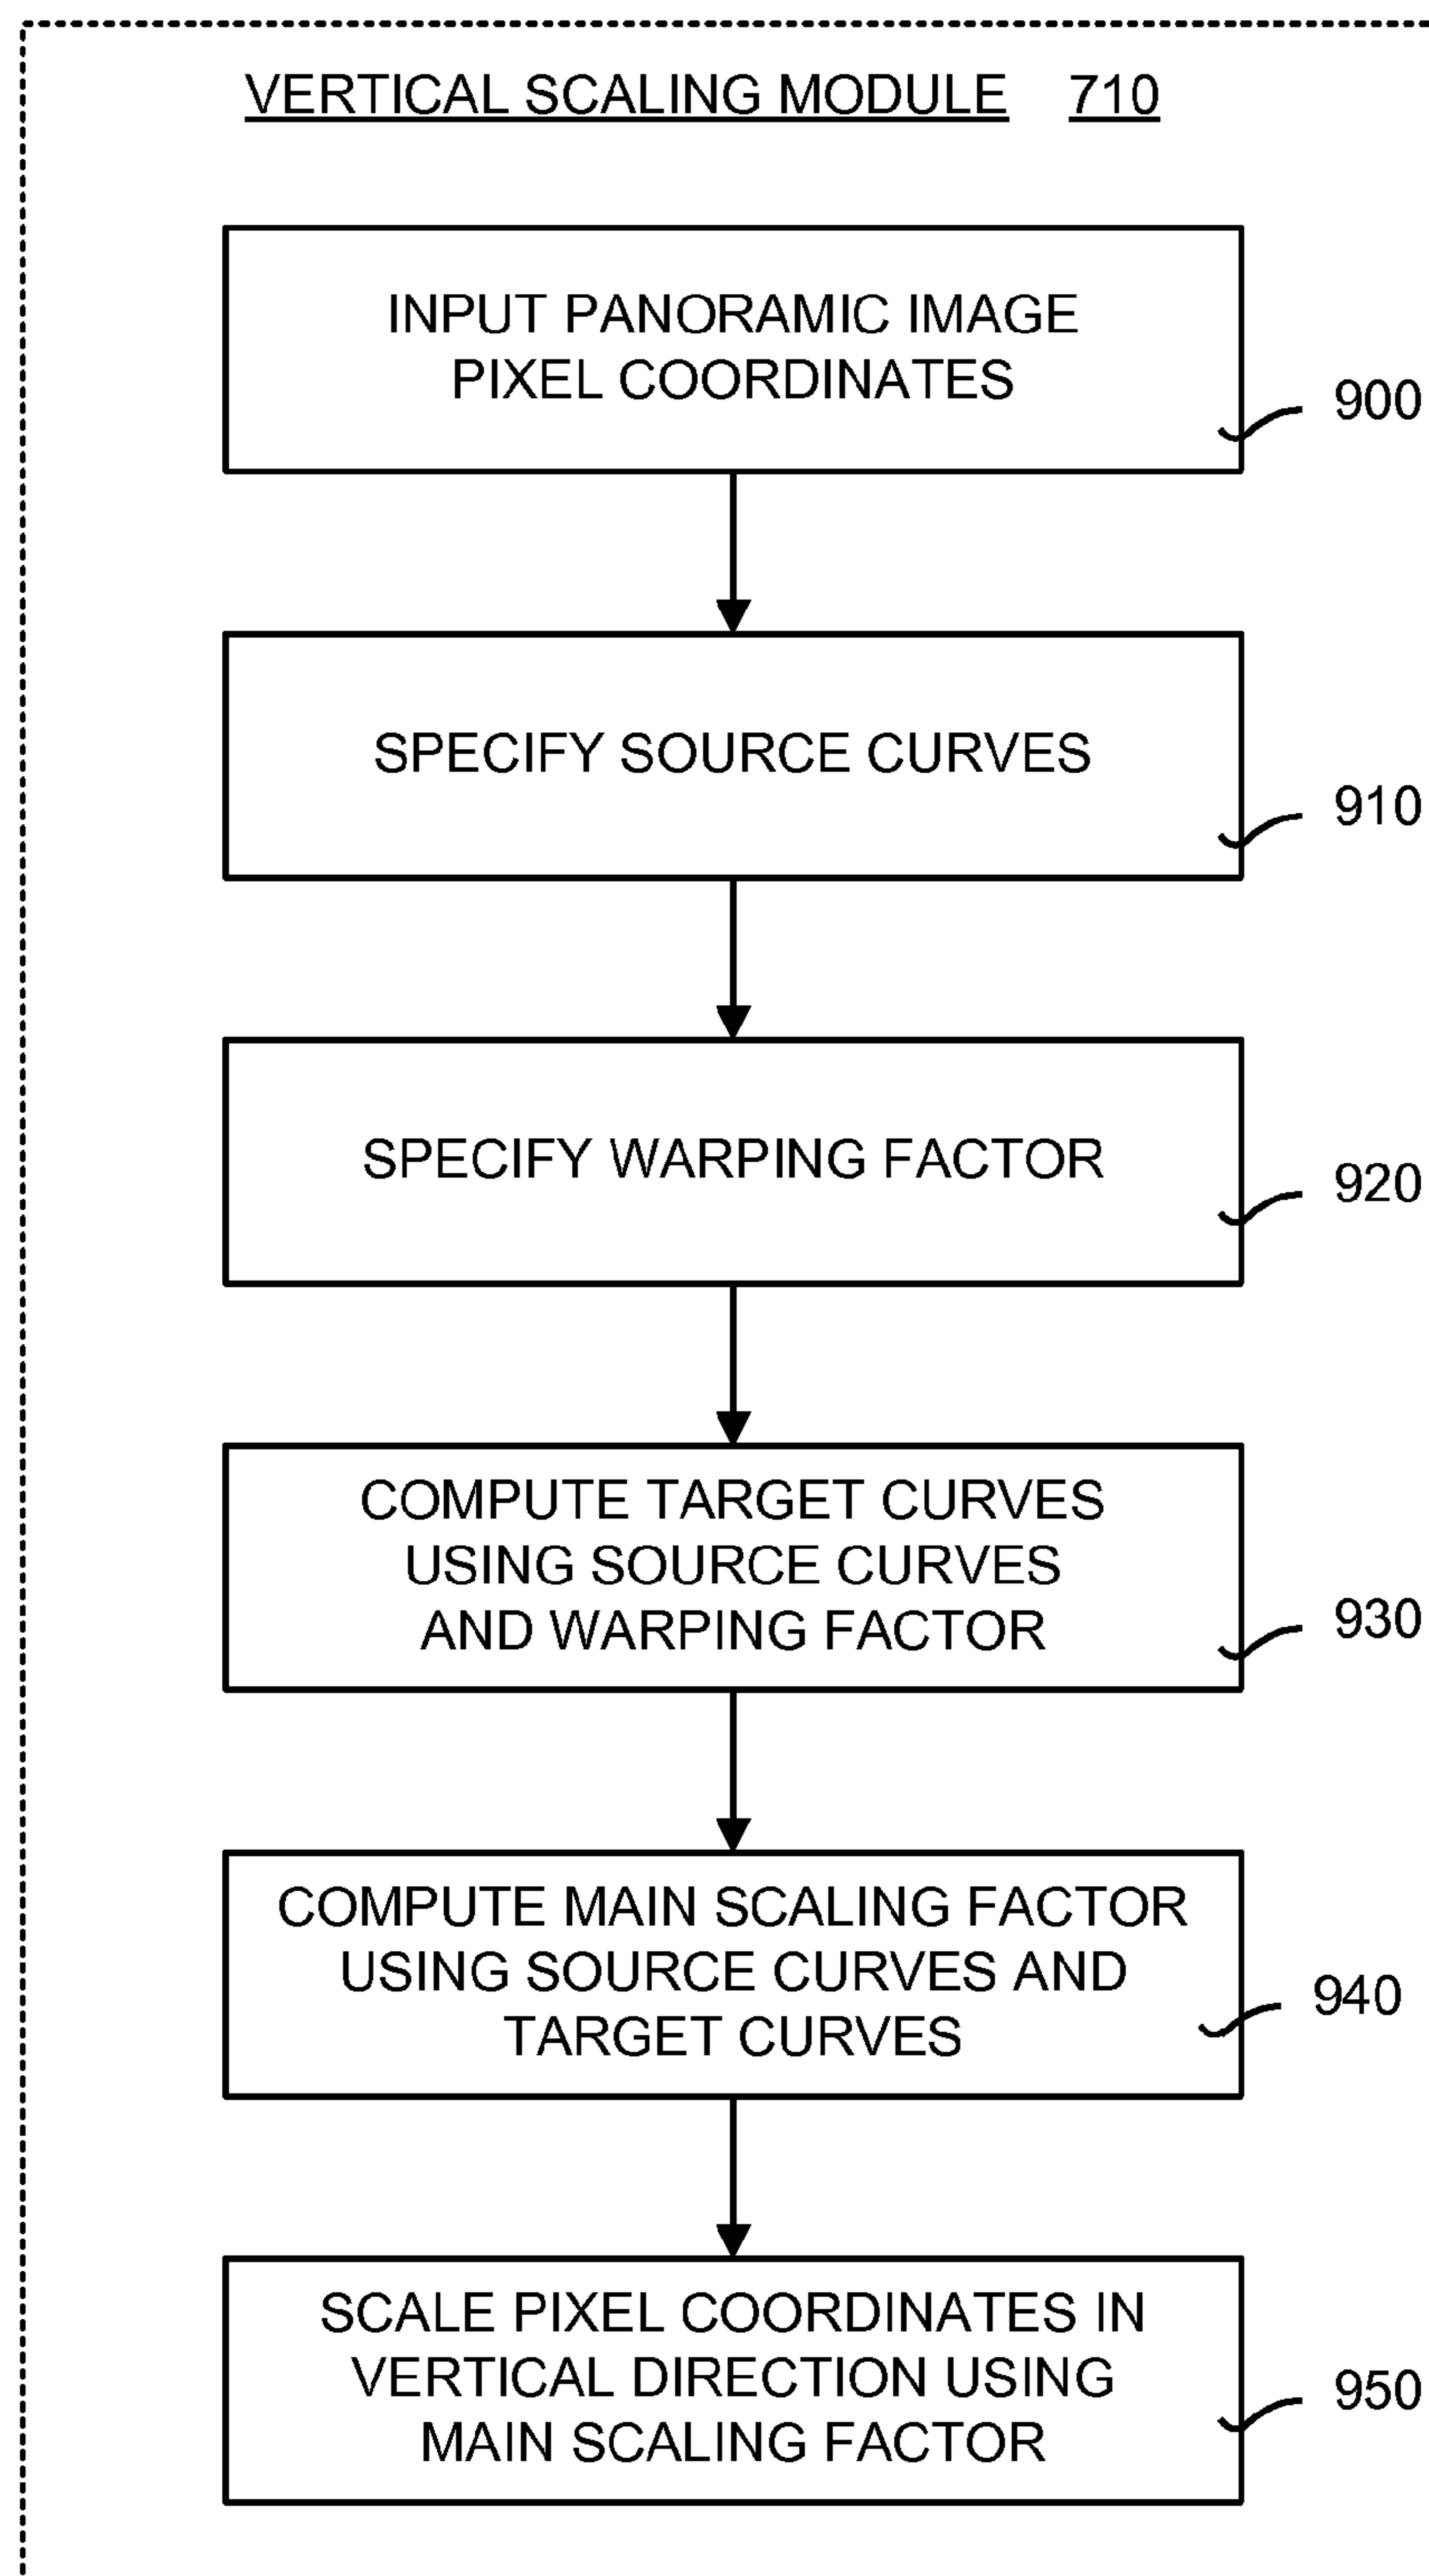 VERTICAL SCALING MODULE 710
INPUT PANORAMIC IMAGE
PIXEL COORDINATES
900
SPECIFY SOURCE CURVES
910
SPECIFY WARPING FACTOR
920
COMPUTE TARGET CURVES
USING SOURCE CURVES
AND WARPING FACTOR
930
COMPUTE MAIN SCALING FACTOR
USING SOURCE CURVES AND
TARGET CURVES
940
SCALE PIXEL COORDINATES IN
VERTICAL DIRECTION USING
MAIN SCALING FACTOR
950